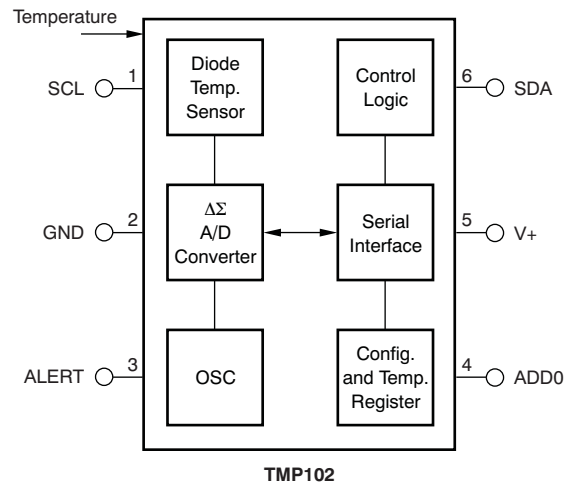 Temperature
SCL
1
Diode
Temp.
Sensor
Control
Logic
6
SDA
GND
2
ΔΣ
A/D
Converter
Serial
Interface
5
V+
ALERT
3
OSC
Config.
and Temp.
Register
4
ADD0
TMP102